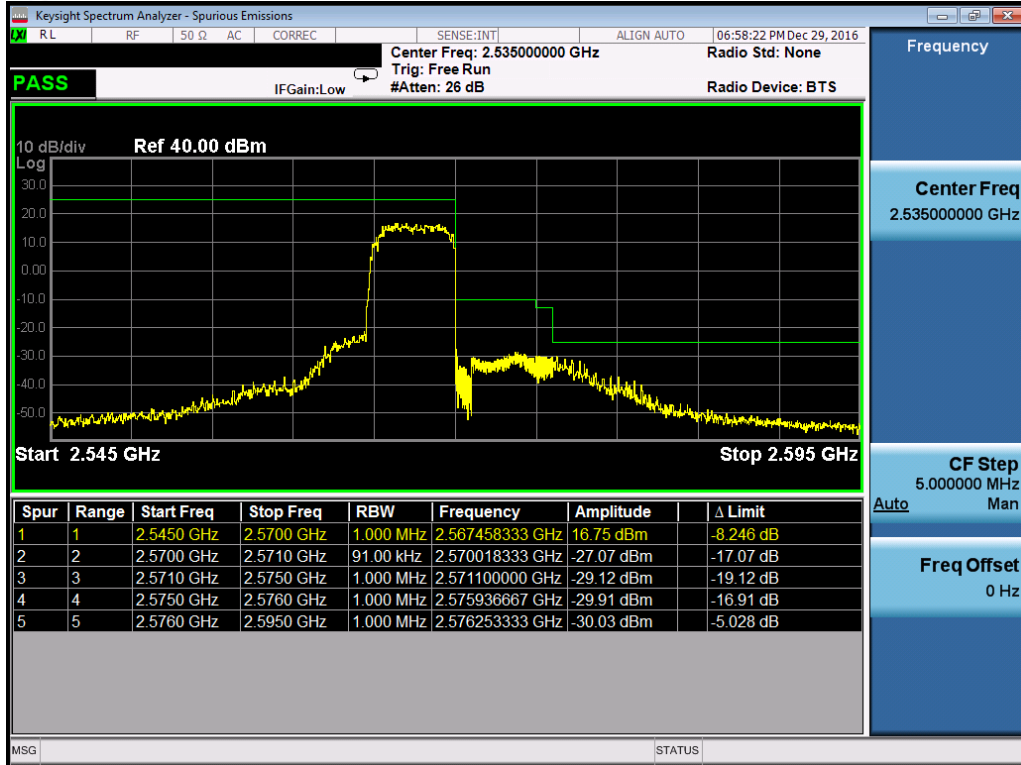 Keysight Spectrum Analyzer - Spurious Emissions
LXI RL RF 50 Ω AC CORREC SENSE:INT ALIGN AUTO 06:58:22 PM Dec 29, 2016
Center Freq: 2.535000000 GHz Radio Std: None
Trig: Free Run
PASS IFGain:Low #Atten: 26 dB Radio Device: BTS
10 dB/div Ref 40.00 dBm
Log
30.0
20.0
10.0
0.00
-10.0
-20.0
-30.0
-40.0
-50.0
Start 2.545 GHz Stop 2.595 GHz
Spur Range Start Freq Stop Freq RBW Frequency Amplitude Δ Limit
1 1 2.5450 GHz 2.5700 GHz 1.000 MHz 2.567458333 GHz 16.75 dBm -8.246 dB
2 2 2.5700 GHz 2.5710 GHz 91.00 kHz 2.570018333 GHz -27.07 dBm -17.07 dB
3 3 2.5710 GHz 2.5750 GHz 1.000 MHz 2.571100000 GHz -29.12 dBm -19.12 dB
4 4 2.5750 GHz 2.5760 GHz 1.000 MHz 2.575936667 GHz -29.91 dBm -16.91 dB
5 5 2.5760 GHz 2.5950 GHz 1.000 MHz 2.576253333 GHz -30.03 dBm -5.028 dB
MSG STATUS
Frequency
Center Freq
2.535000000 GHz
CF Step
5.000000 MHz
Auto Man
Freq Offset
0 Hz